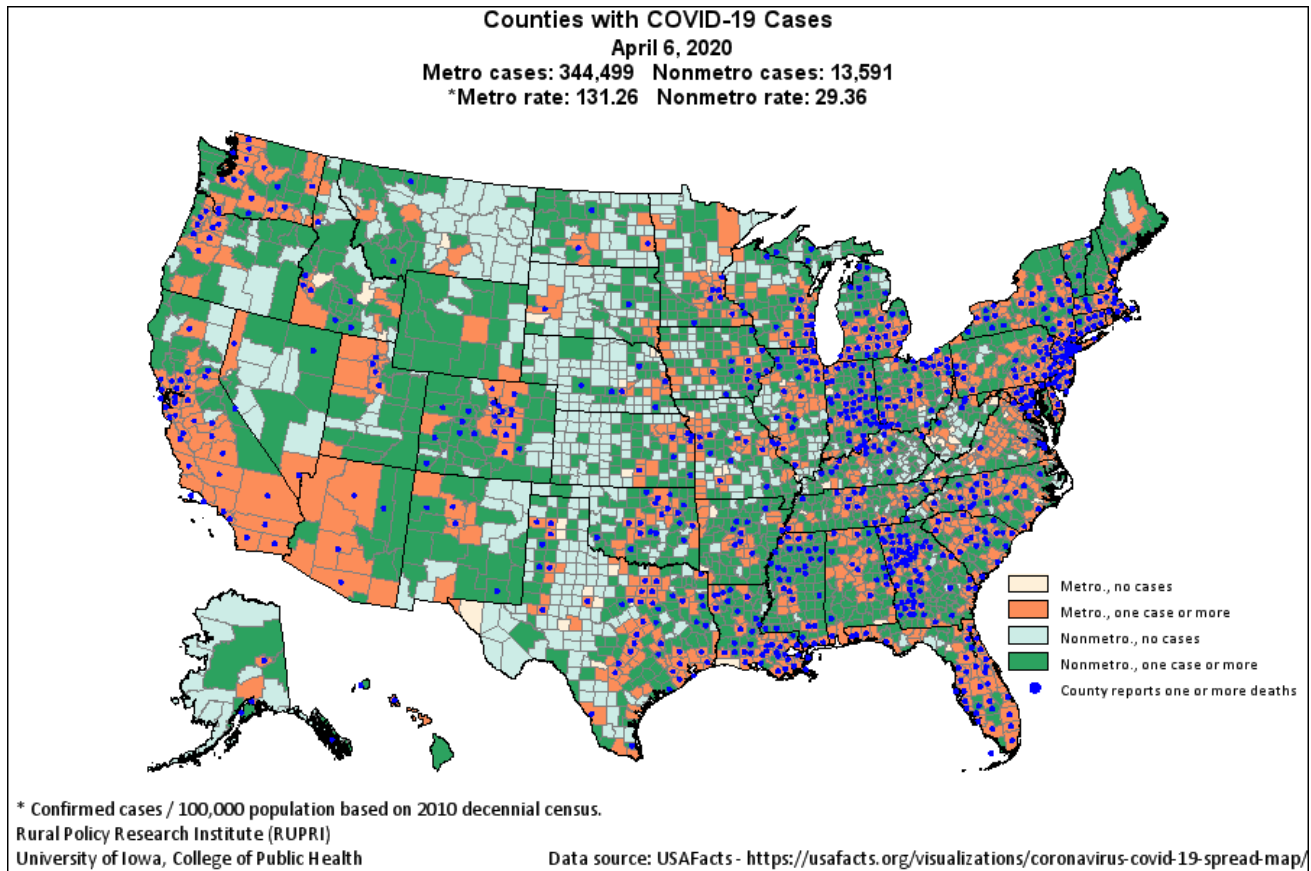 Counties with COVID-19 Cases
April 6, 2020
Metro cases: 344,499 Nonmetro cases: 13,591
*Metro rate: 131.26 Nonmetro rate: 29.36
Metro., no cases
Metro., one case or more
Nonmetro., no cases
Nonmetro., one case or more
County reports one or more deaths
* Confirmed cases / 100,000 population based on 2010 decennial census.
Rural Policy Research Institute (RUPRI)
University of Iowa, College of Public Health
Data source: USAFacts - https://usafacts.org/visualizations/coronavirus-covid-19-spread-map/